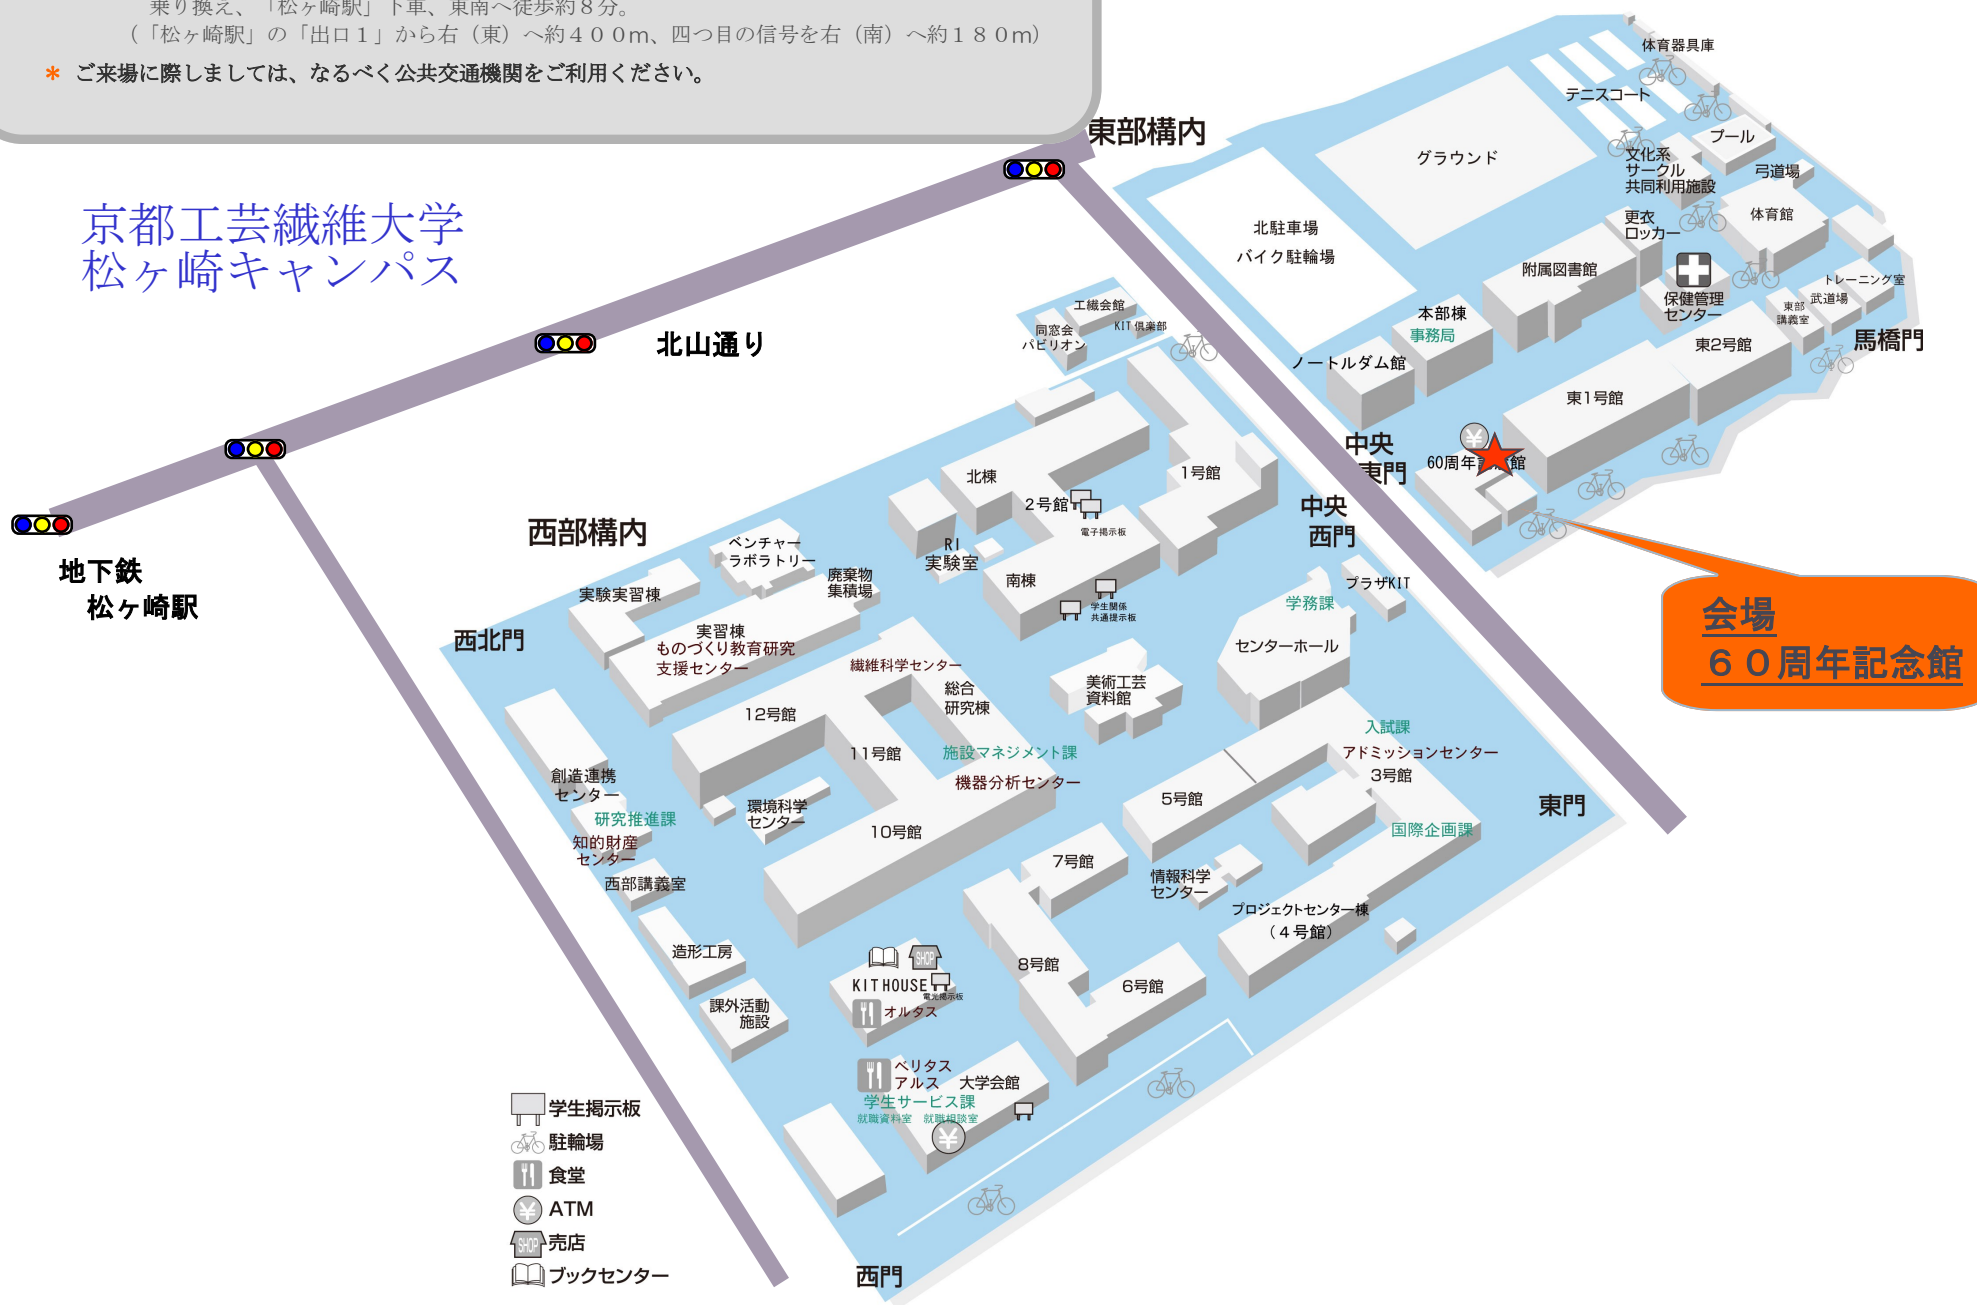 乗り換え、「松ヶ崎駅」下車、東南へ徒歩約８分。
（「松ヶ崎駅」の「出口１」から右（東）へ約４００ｍ、四つ目の信号を右（南）へ約１８０ｍ）
* ご来場に際しましては、なるべく公共交通機関をご利用ください。
京都工芸繊維大学
松ヶ崎キャンパス
東部構内
北山通り
地下鉄
松ヶ崎駅
西部構内
体育器具庫
テニスコート
プール
グラウンド
文化系
サークル
共同利用施設
弓道場
体育館
更衣
ロッカー
北駐車場
バイク駐輪場
附属図書館
保健管理
センター
トレーニング室
武道場
東部
講義室
馬橋門
本部棟
事務局
ノートルダム館
東2号館
東1号館
工繊会館
同窓会
パビリオン
KIT倶楽部
中央
東門
60周年記念館
中央
西門
会場
６０周年記念館
1号館
北棟
2号館
電子掲示板
RI
実験室
南棟
学生関係
共通提示板
プラザKIT
学務課
センターホール
ベンチャー
ラボラトリー
廃棄物
集積場
実験実習棟
実習棟
ものづくり教育研究
支援センター
西北門
繊維科学センター
総合
研究棟
美術工芸
資料館
12号館
11号館
施設マネジメント課
機器分析センター
入試課
アドミッションセンター
3号館
東門
創造連携
センター
研究推進課
知的財産
センター
環境科学
センター
10号館
5号館
国際企画課
西部講義室
7号館
情報科学
センター
プロジェクトセンター棟
（４号館）
造形工房
8号館
6号館
SHOP
KIT HOUSE
電光掲示板
オルタス
課外活動
施設
ベリタス
アルス
大学会館
学生サービス課
就職資料室 就職相談室
¥
学生掲示板
駐輪場
食堂
¥ ATM
SHOP 売店
ブックセンター
西門